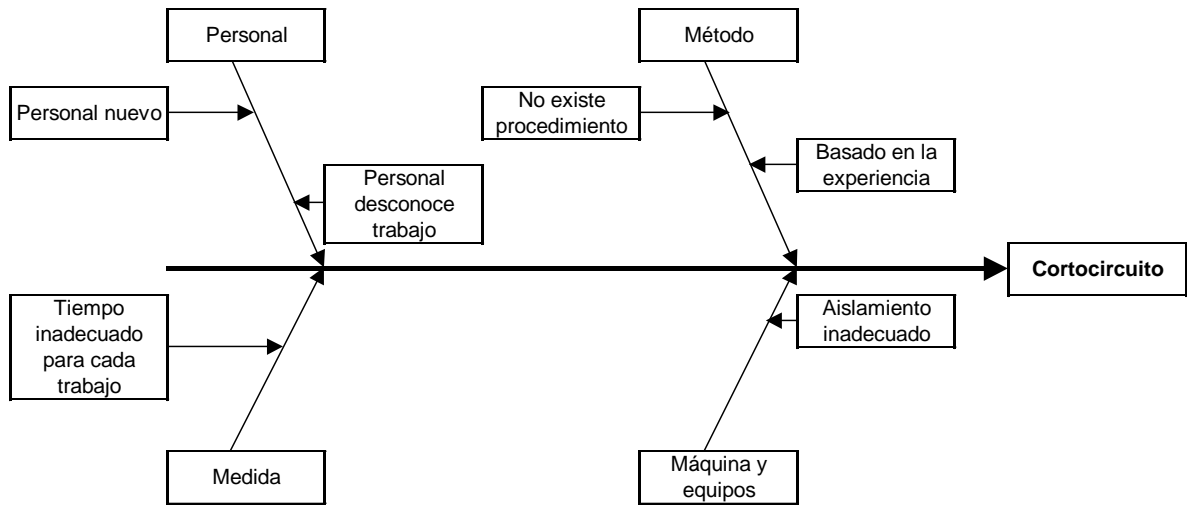 Personal
Método
Personal nuevo
No existe
procedimiento
Basado en la
experiencia
Personal
desconoce
trabajo
Cortocircuito
Tiempo
inadecuado
para cada
trabajo
Aislamiento
inadecuado
Medida
Máquina y
equipos